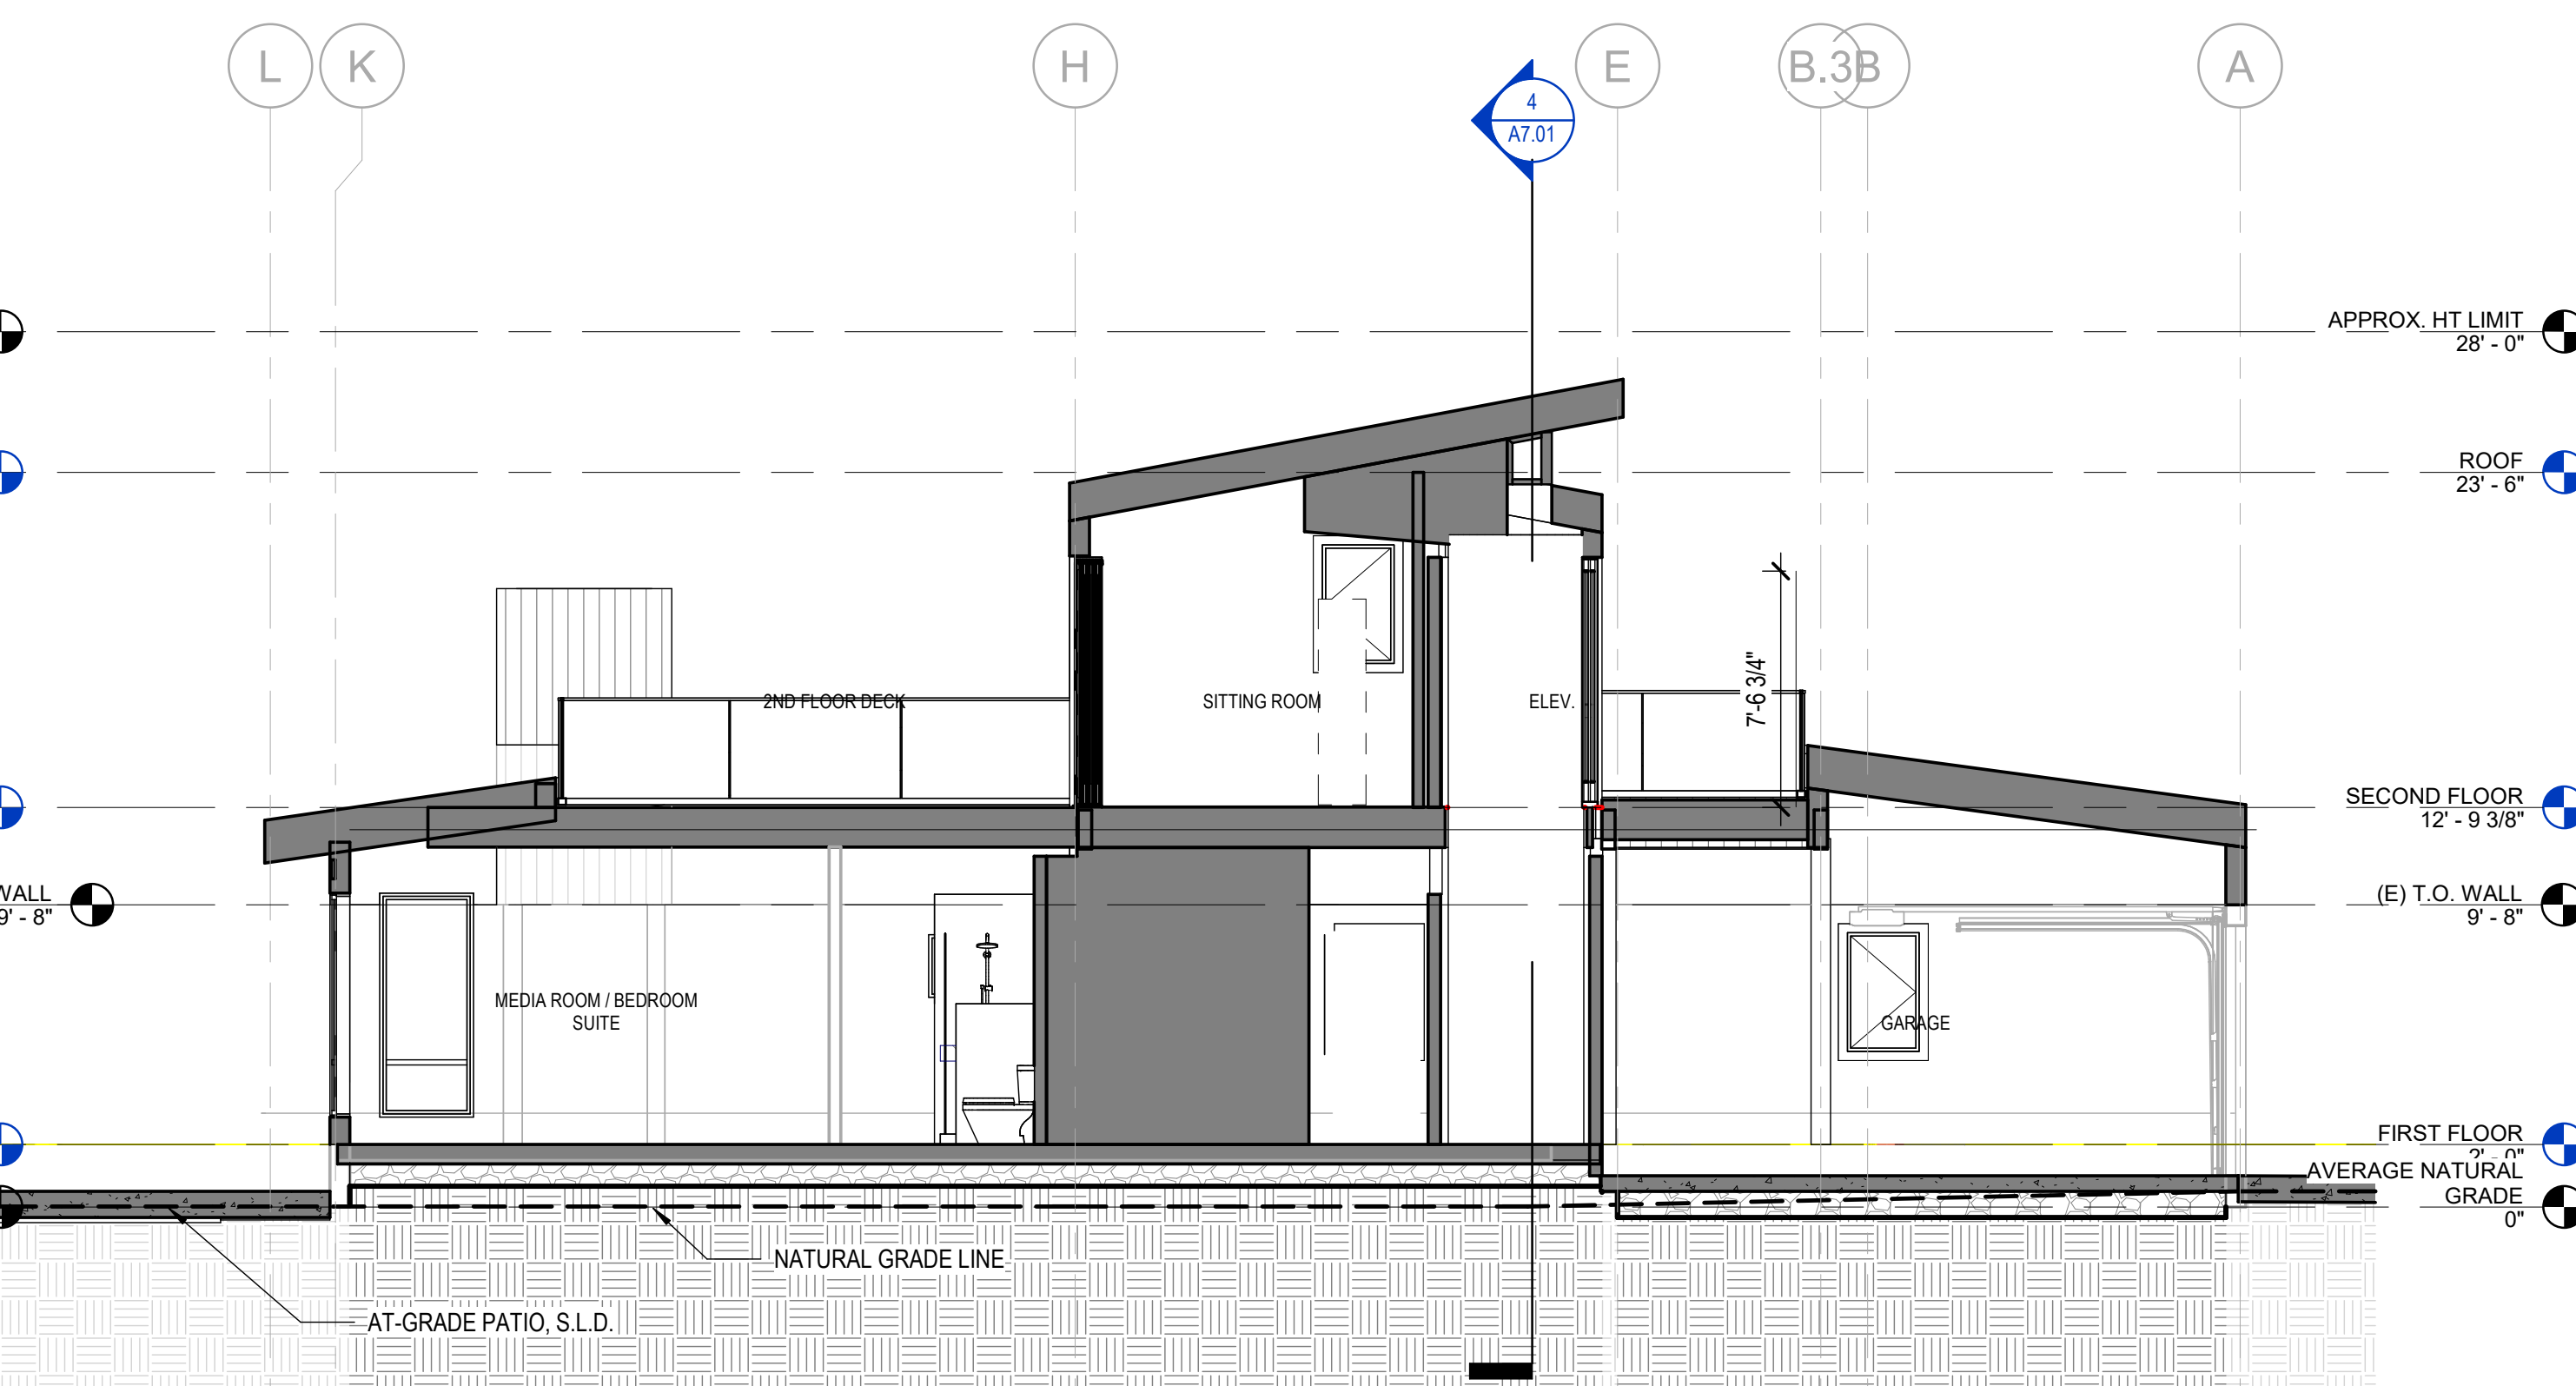 L
K
H
E
B.3
B
A
4
A7.01
APPROX. HT LIMIT
28' - 0"
ROOF
23' - 6"
7'-6 3/4"
2ND FLOOR DECK
SITTING ROOM
ELEV.
SECOND FLOOR
12' - 9 3/8"
WALL
9' - 8"
(E) T.O. WALL
9' - 8"
MEDIA ROOM / BEDROOM
SUITE
GARAGE
FIRST FLOOR
2' - 0"
AVERAGE NATURAL
GRADE
0"
NATURAL GRADE LINE
AT-GRADE PATIO, S.L.D.